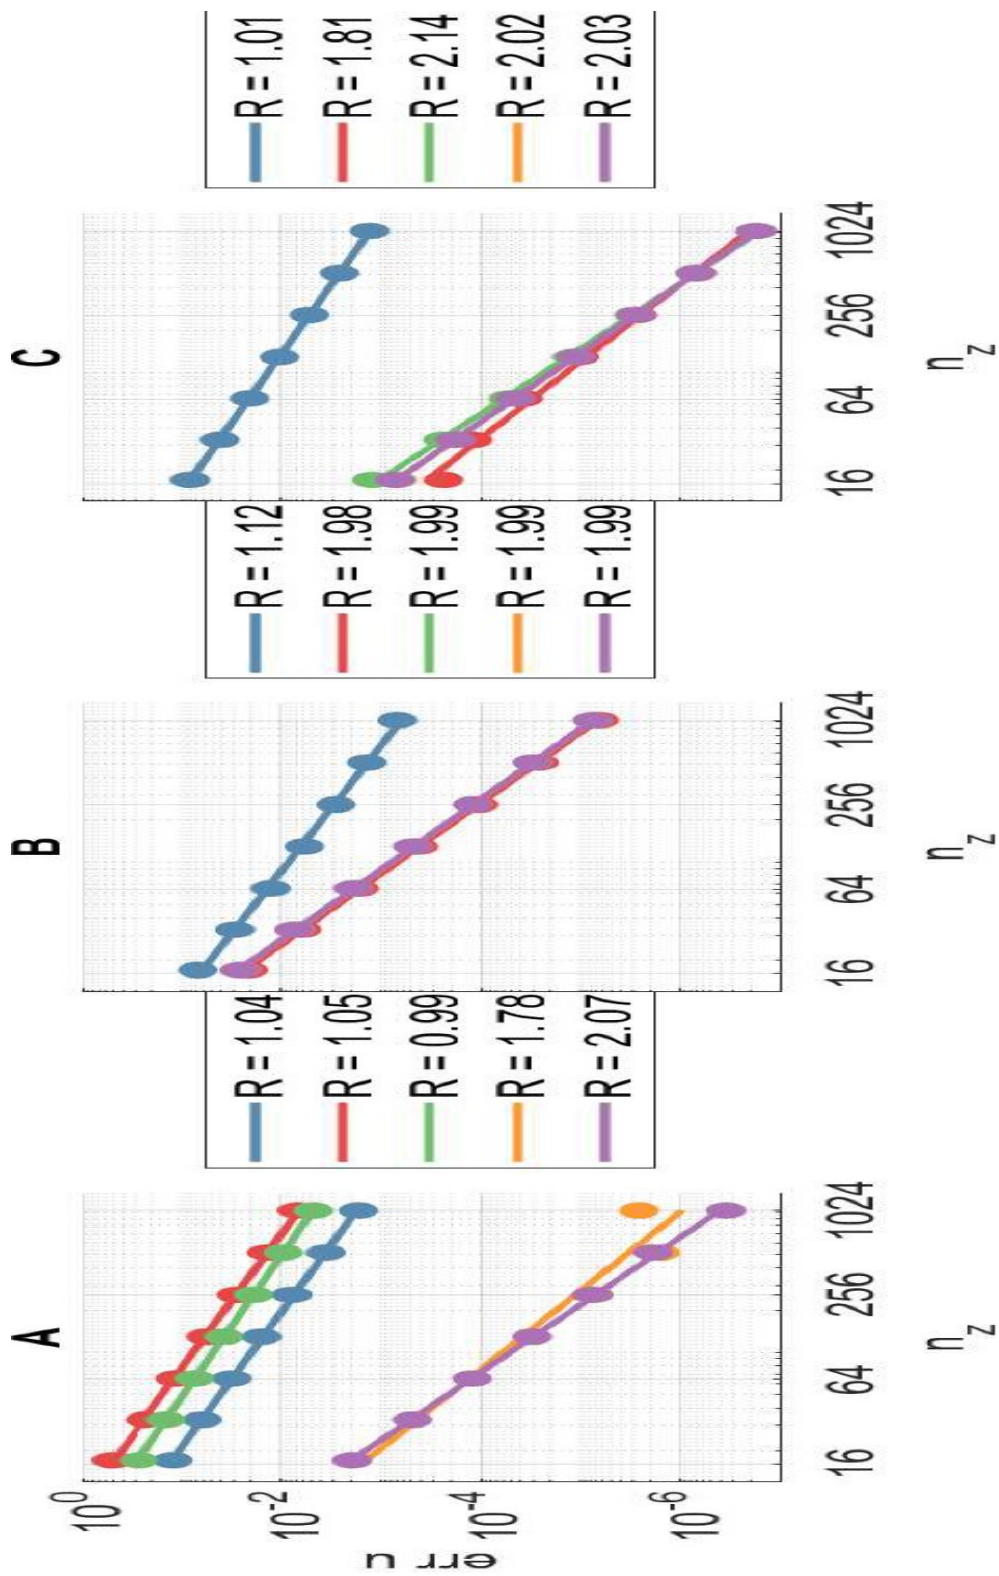 A
err u
10^0
10^-2
10^-4
10^-6
16 64 256 1024
n_z
R = 1.04
R = 1.05
R = 0.99
R = 1.78
R = 2.07
B
16 64 256 1024
n_z
R = 1.12
R = 1.98
R = 1.99
R = 1.99
R = 1.99
C
16 64 256 1024
n_z
R = 1.01
R = 1.81
R = 2.14
R = 2.02
R = 2.03